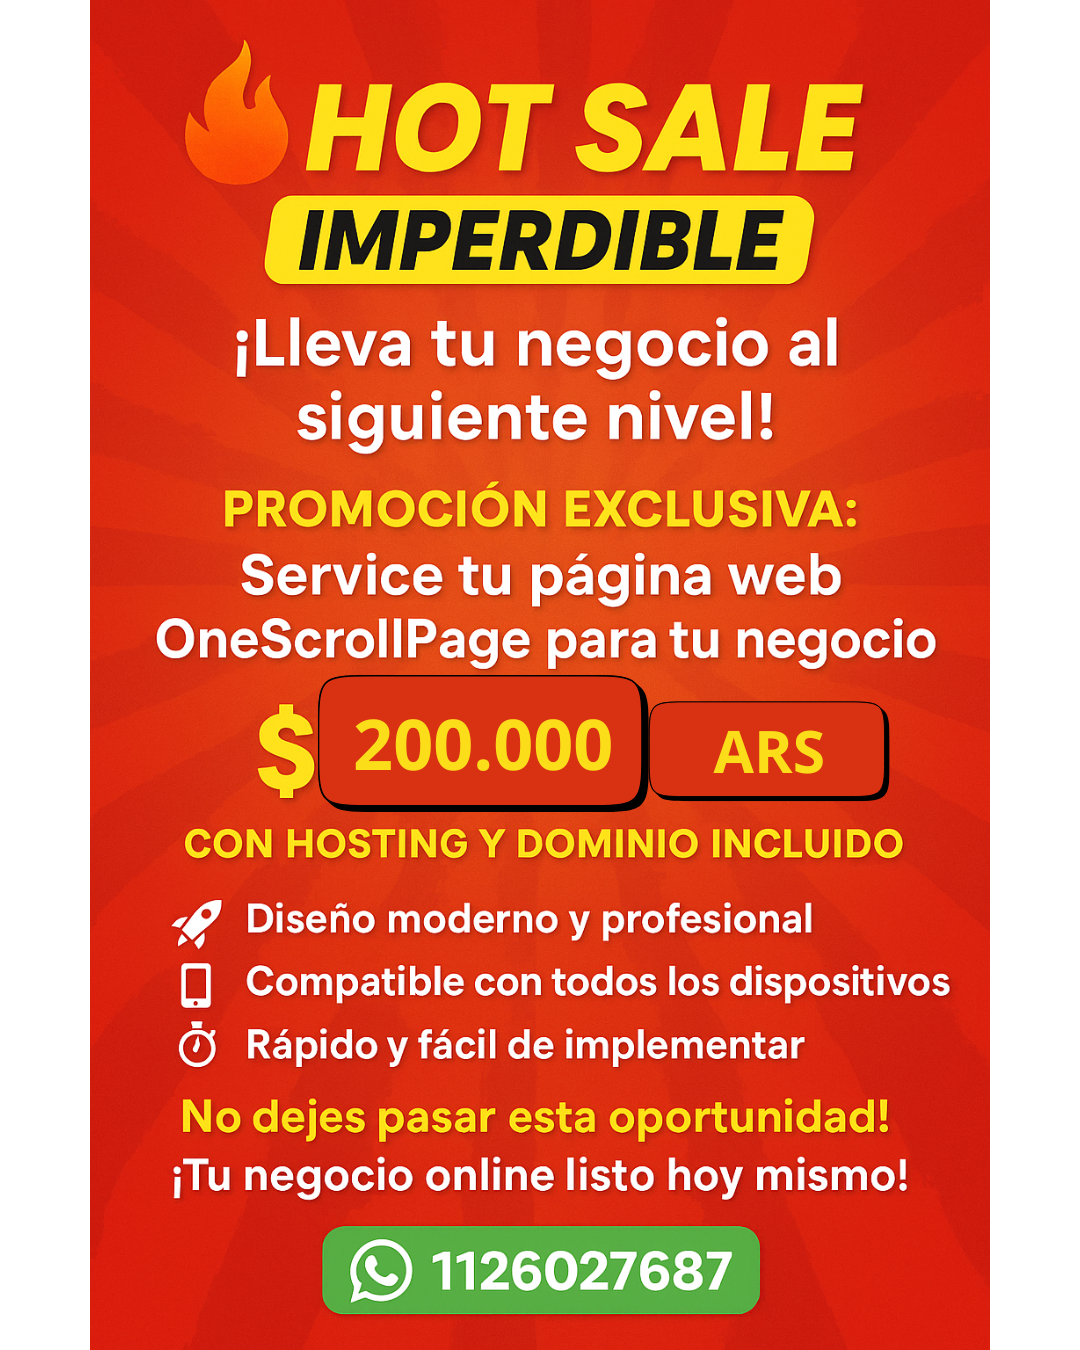 HOT SALE
IMPERDIBLE
¡Lleva tu negocio al
siguiente nivel!
PROMOCIÓN EXCLUSIVA:
Service tu página web
OneScrollPage para tu negocio
$ 200.000 ARS
CON HOSTING Y DOMINIO INCLUIDO
Diseño moderno y profesional
Compatible con todos los dispositivos
Rápido y fácil de implementar
No dejes pasar esta oportunidad!
¡Tu negocio online listo hoy mismo!
1126027687